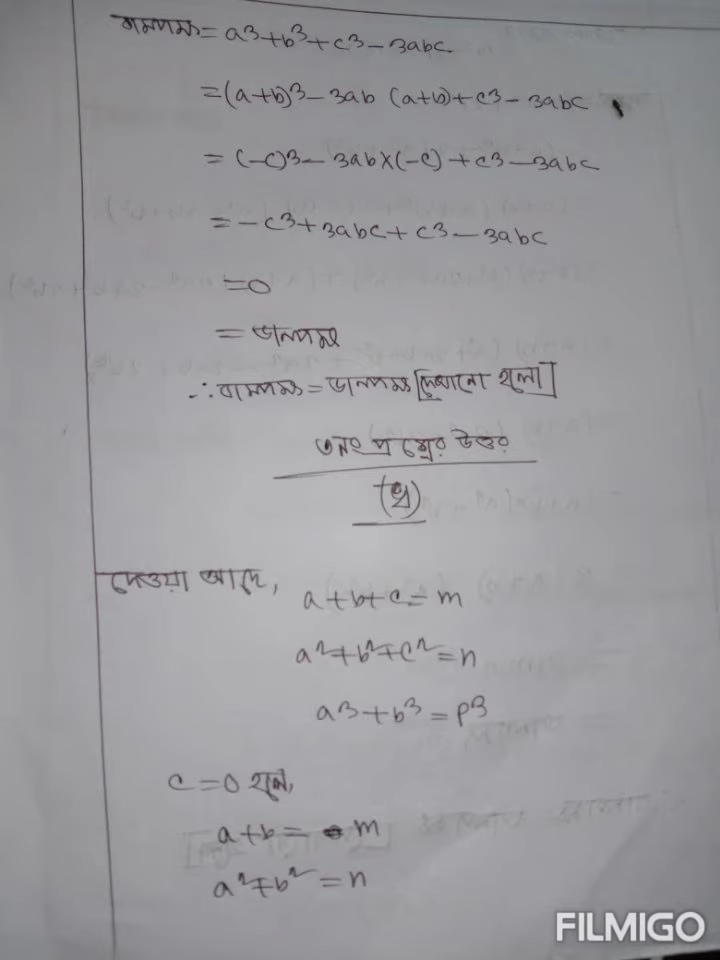 বামপক্ষ = a³+b³+c³-3abc
=(a+b)³-3ab (a+b)+c³-3abc
= (-c)³-3ab×(-c)+c³-3abc
= -c³+3abc+c³-3abc
=0
= ডানপক্ষ
∴বামপক্ষ = ডানপক্ষ [দেখানো হলো]
৩নং প্রশ্নের উত্তর
(খ)
দেওয়া আছে,
a+b+c=m
a²+b²+c²=n
a³+b³=p³
c=0 হলে,
a+b= m
a²+b²=n
FILMIGO